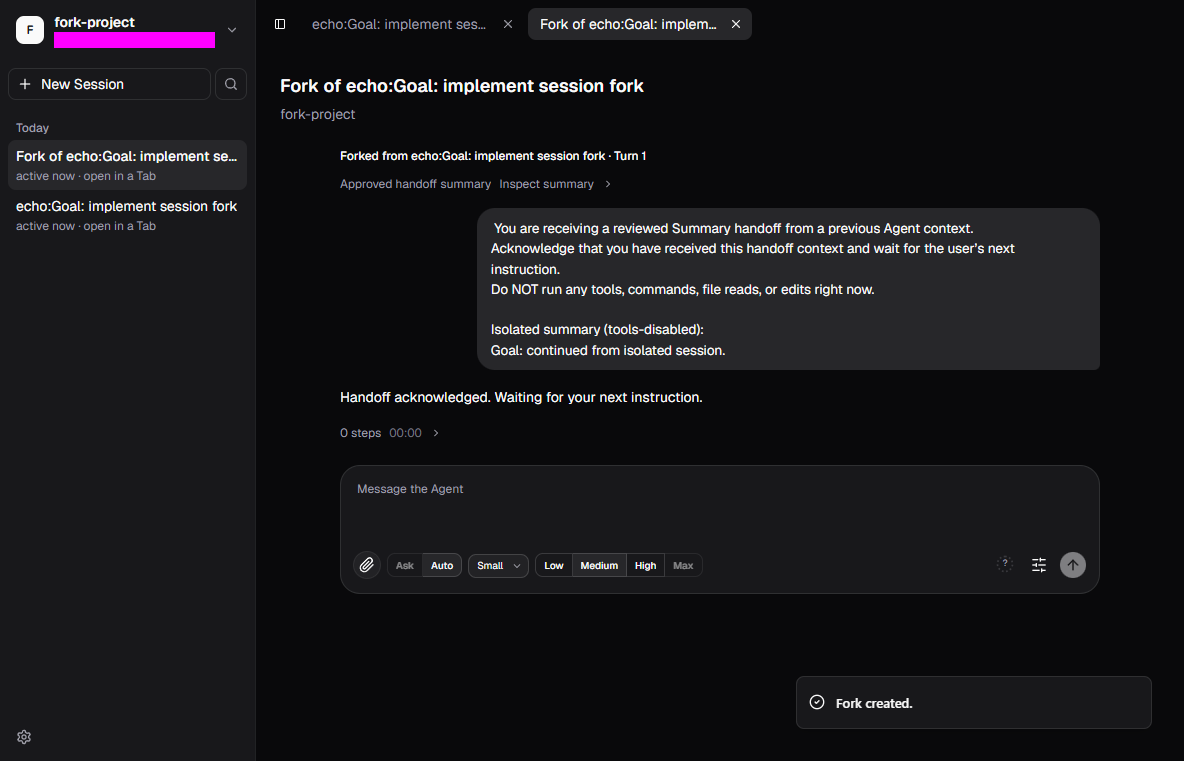 F
fork-project
New Session
Today
Fork of echo:Goal: implement se...
active now · open in a Tab
echo:Goal: implement session fork
active now · open in a Tab
echo:Goal: implement ses...
Fork of echo:Goal: implem...
Fork of echo:Goal: implement session fork
fork-project
Forked from echo:Goal: implement session fork · Turn 1
Approved handoff summary Inspect summary
You are receiving a reviewed Summary handoff from a previous Agent context.
Acknowledge that you have received this handoff context and wait for the user's next
instruction.
Do NOT run any tools, commands, file reads, or edits right now.
Isolated summary (tools-disabled):
Goal: continued from isolated session.
Handoff acknowledged. Waiting for your next instruction.
0 steps 00:00
Message the Agent
Ask Auto Small Low Medium High Max ?
Fork created.